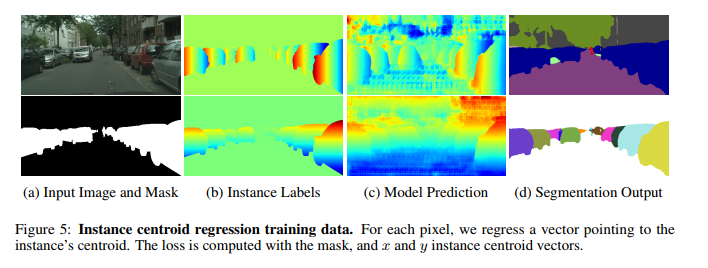 (a) Input Image and Mask (b) Instance Labels (c) Model Prediction (d) Segmentation Output
Figure 5: Instance centroid regression training data. For each pixel, we regress a vector pointing to the
instance's centroid. The loss is computed with the mask, and x and y instance centroid vectors.